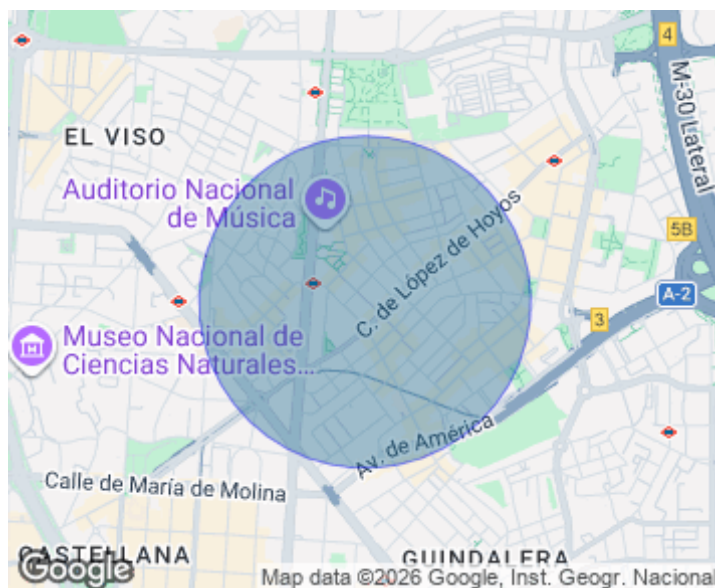 4
M-30 Lateral
EL VISO
Auditorio Nacional
de Música
C. de López de Hoyos
5B
A-2
3
Museo Nacional de
Ciencias Naturales...
Av. de América
Calle de María de Molina
CASTELLANA
GUINDALERA
Google
Map data ©2026 Google, Inst. Geogr. Nacional